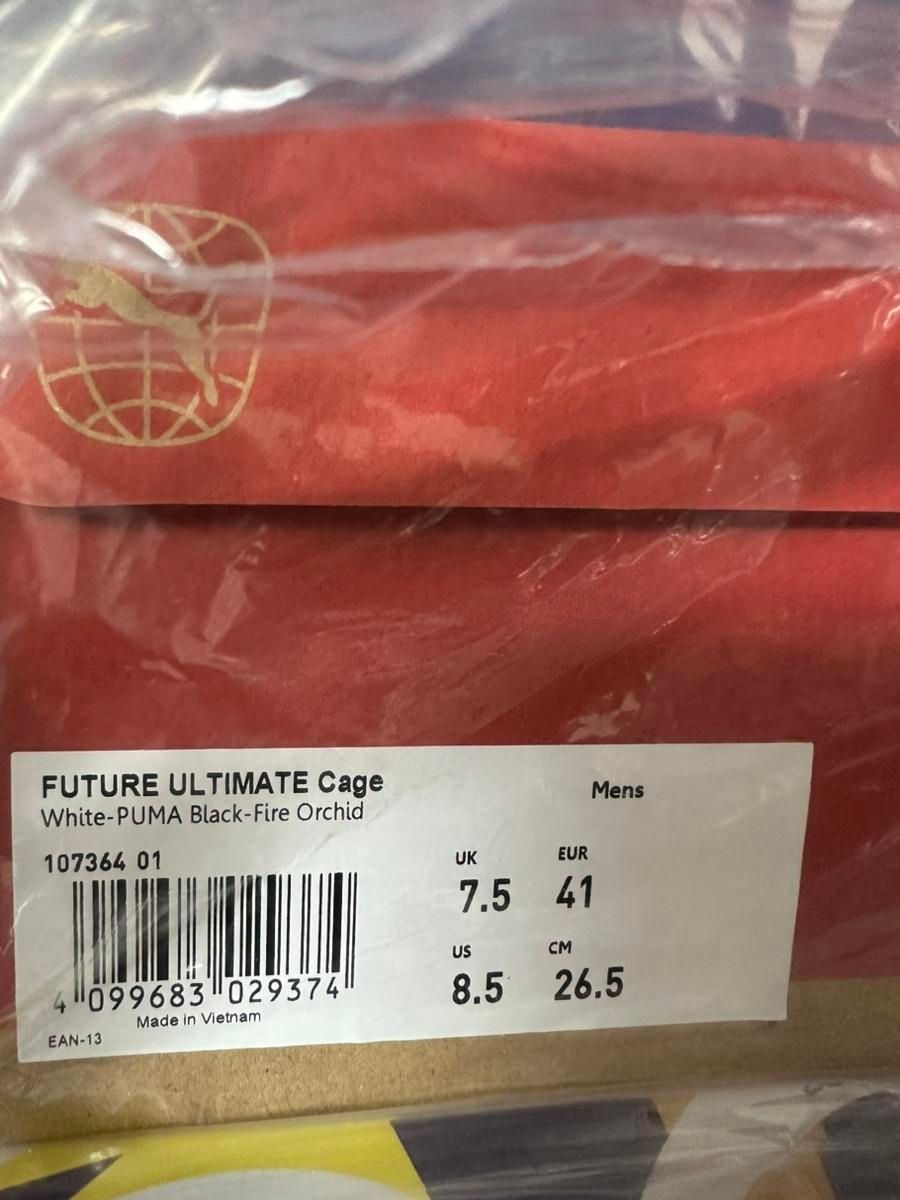 FUTURE ULTIMATE Cage
White-PUMA Black-Fire Orchid
Mens
107364 01
UK EUR
7.5 41
US CM
8.5 26.5
4 099683 029374
Made in Vietnam
EAN-13